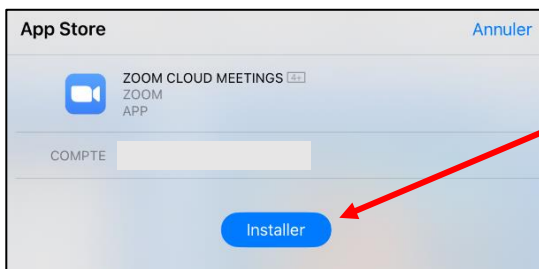 App Store
Annuler
ZOOM CLOUD MEETINGS 4+
ZOOM
APP
COMPTE
Installer